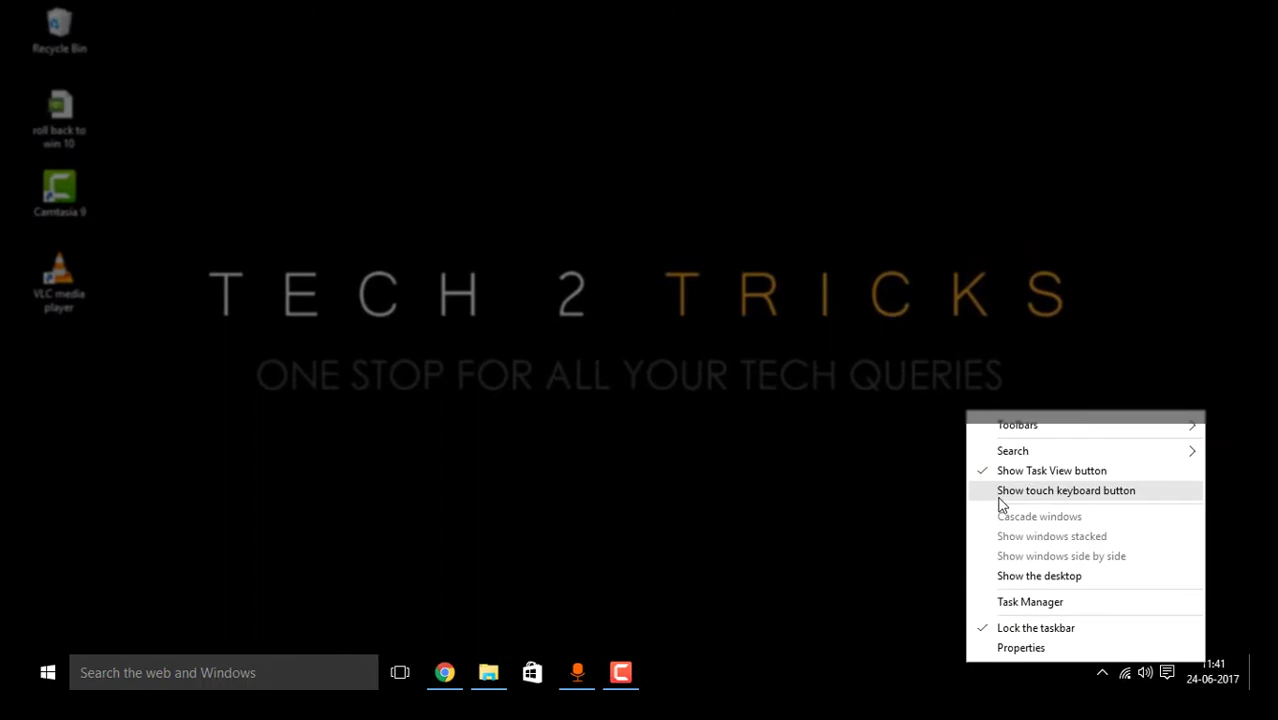 Recycle Bin
roll back to
win 10
Camtasia 9
VLC media
player
TECH 2 TRICKS
ONE STOP FOR ALL YOUR TECH QUERIES
Toolbars
Search
Show Task View button
Show touch keyboard button
Cascade windows
Show windows stacked
Show windows side by side
Show the desktop
Task Manager
Lock the taskbar
Properties
Search the web and Windows
11:41
24-06-2017